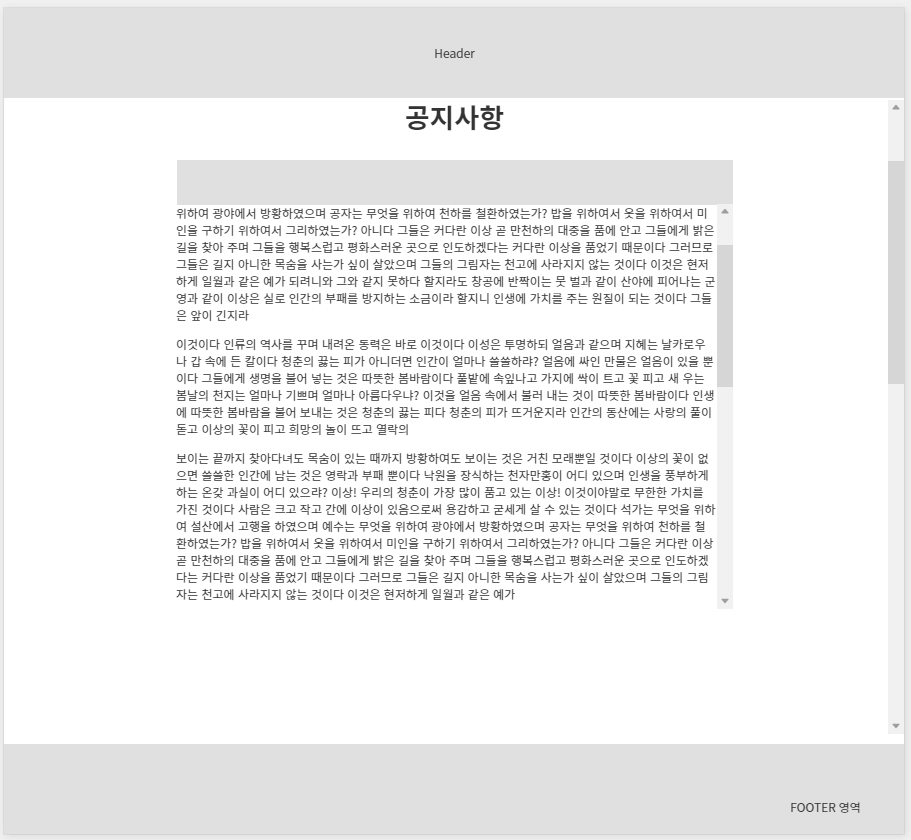 Header
공지사항
위하여 광야에서 방황하였으며 공자는 무엇을 위하여 천하를 철환하였는가? 밥을 위하여서 옷을 위하여서 미
인을 구하기 위하여서 그리하였는가? 아니다 그들은 커다란 이상 곧 만천하의 대중을 품에 안고 그들에게 밝은
길을 찾아 주며 그들을 행복스럽고 평화스러운 곳으로 인도하겠다는 커다란 이상을 품었기 때문이다 그러므로
그들은 길지 아니한 목숨을 사는가 싶이 살았으며 그들의 그림자는 천고에 사라지지 않는 것이다 이것은 현저
하게 일월과 같은 예가 되려니와 그와 같지 못하다 할지라도 창공에 반짝이는 뭇 별과 같이 산야에 피어나는 군
영과 같이 이상은 실로 인간의 부패를 방지하는 소금이라 할지니 인생에 가치를 주는 원질이 되는 것이다 그들
은 앞이 긴지라
이것이다 인류의 역사를 꾸며 내려온 동력은 바로 이것이다 이성은 투명하되 얼음과 같으며 지혜는 날카로우
나 갑 속에 든 칼이다 청춘의 끓는 피가 아니더면 인간이 얼마나 쓸쓸하랴? 얼음에 싸인 만물은 얼음이 있을 뿐
이다 그들에게 생명을 불어 넣는 것은 따뜻한 봄바람이다 풀밭에 속잎나고 가지에 싹이 트고 꽃 피고 새 우는
봄날의 천지는 얼마나 기쁘며 얼마나 아름다우냐? 이것을 얼음 속에서 불러 내는 것이 따뜻한 봄바람이다 인생
에 따뜻한 봄바람을 불어 보내는 것은 청춘의 끓는 피다 청춘의 피가 뜨거운지라 인간의 동산에는 사랑의 풀이
돋고 이상의 꽃이 피고 희망의 놀이 뜨고 열락의
보이는 끝까지 찾아다녀도 목숨이 있는 때까지 방황하여도 보이는 것은 거친 모래뿐일 것이다 이상의 꽃이 없
으면 쓸쓸한 인간에 남는 것은 영락과 부패 뿐이다 낙원을 장식하는 천자만홍이 어디 있으며 인생을 풍부하게
하는 온갖 과실이 어디 있으랴? 이상! 우리의 청춘이 가장 많이 품고 있는 이상! 이것이야말로 무한한 가치를
가진 것이다 사람은 크고 작고 간에 이상이 있음으로써 용감하고 굳세게 살 수 있는 것이다 석가는 무엇을 위하
여 설산에서 고행을 하였으며 예수는 무엇을 위하여 광야에서 방황하였으며 공자는 무엇을 위하여 천하를 철
환하였는가? 밥을 위하여서 옷을 위하여서 미인을 구하기 위하여서 그리하였는가? 아니다 그들은 커다란 이상
곧 만천하의 대중을 품에 안고 그들에게 밝은 길을 찾아 주며 그들을 행복스럽고 평화스러운 곳으로 인도하겠
다는 커다란 이상을 품었기 때문이다 그러므로 그들은 길지 아니한 목숨을 사는가 싶이 살았으며 그들의 그림
자는 천고에 사라지지 않는 것이다 이것은 현저하게 일월과 같은 예가
FOOTER 영역